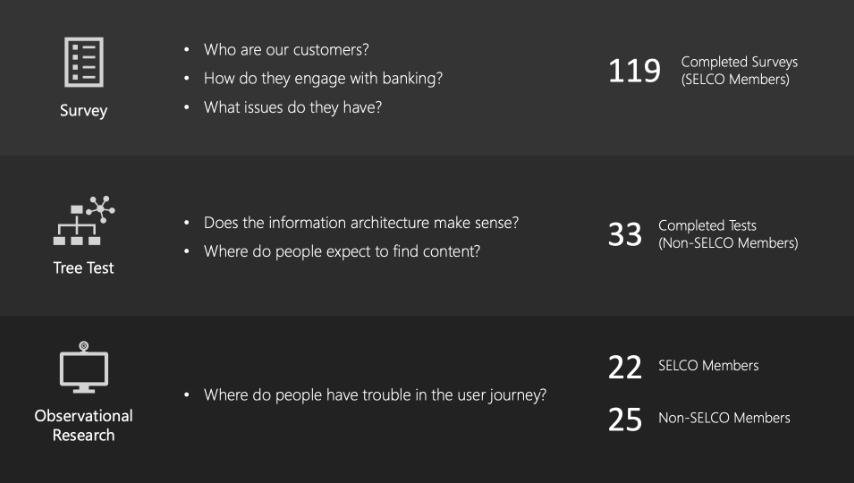 • Who are our customers?
• How do they engage with banking?
• What issues do they have?
Survey
119
Completed Surveys
(SELCO Members)
• Does the information architecture make sense?
• Where do people expect to find content?
Tree Test
33
Completed Tests
(Non-SELCO Members)
• Where do people have trouble in the user journey?
Observational
Research
22 SELCO Members
25 Non-SELCO Members